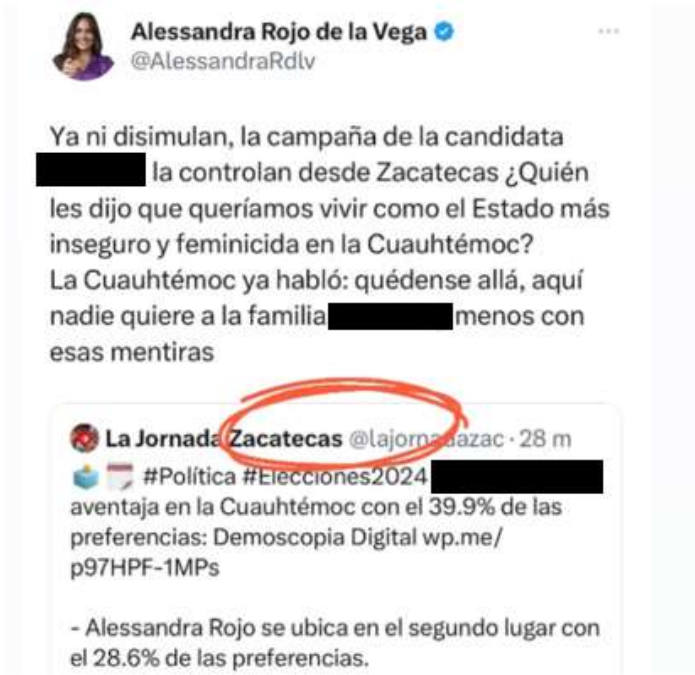 Alessandra Rojo de la Vega
@AlessandraRdlv
Ya ni disimulan, la campaña de la candidata
la controlan desde Zacatecas ¿Quién
les dijo que queríamos vivir como el Estado más
inseguro y feminicida en la Cuauhtémoc?
La Cuauhtémoc ya habló: quédense allá, aquí
nadie quiere a la familia menos con
esas mentiras
La Jornada Zacatecas @lajornadazac · 28 m
#Política #Elecciones2024
aventaja en la Cuauhtémoc con el 39.9% de las
preferencias: Demoscopia Digital wp.me/
p97HPF-1MPs
- Alessandra Rojo se ubica en el segundo lugar con
el 28.6% de las preferencias.